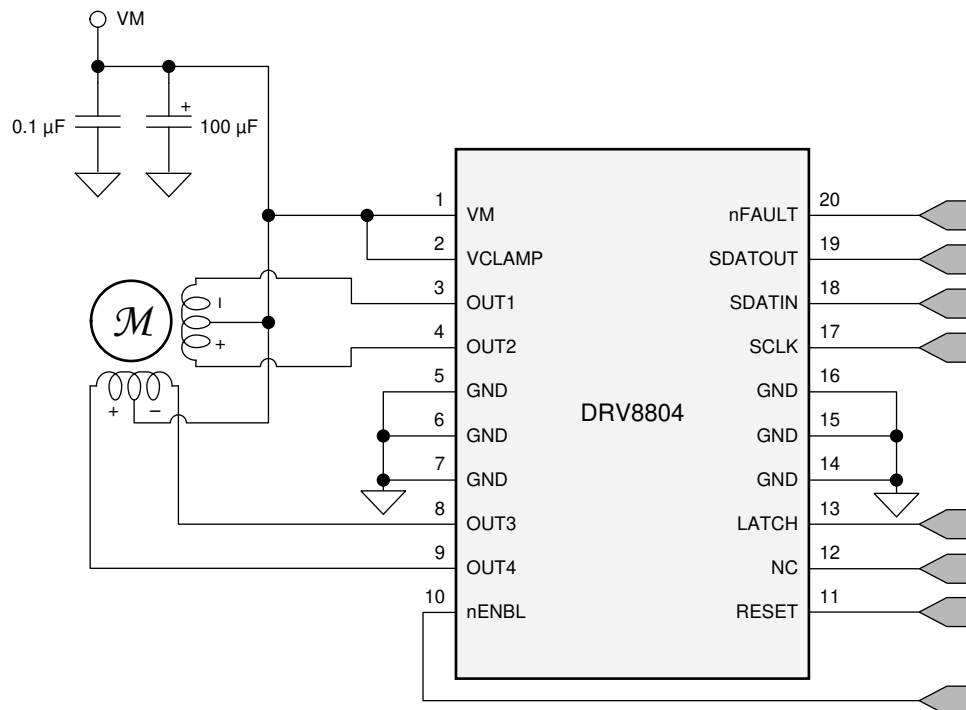 VM
+
0.1 µF
100 µF
1
VM
nFAULT
20
2
VCLAMP
SDATOUT
19
3
OUT1
SDATIN
18
4
OUT2
SCLK
17
5
GND
GND
16
6
GND
GND
15
7
GND
GND
14
8
OUT3
LATCH
13
9
OUT4
NC
12
10
nENBL
RESET
11
DRV8804
M
–
+
+
–